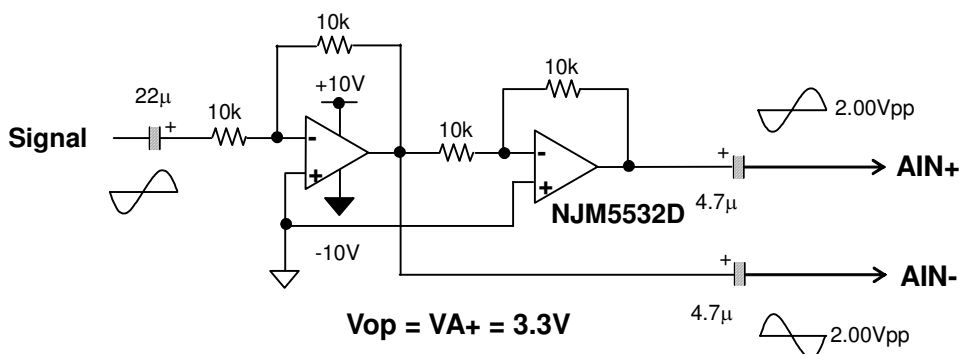 10k
10k
+10V
22μ
+
10k
10k
Signal
-
+
-
+
2.00Vpp
+
AIN+
NJM5532D
4.7μ
-10V
+
AIN-
Vop = VA+ = 3.3V
4.7μ
2.00Vpp